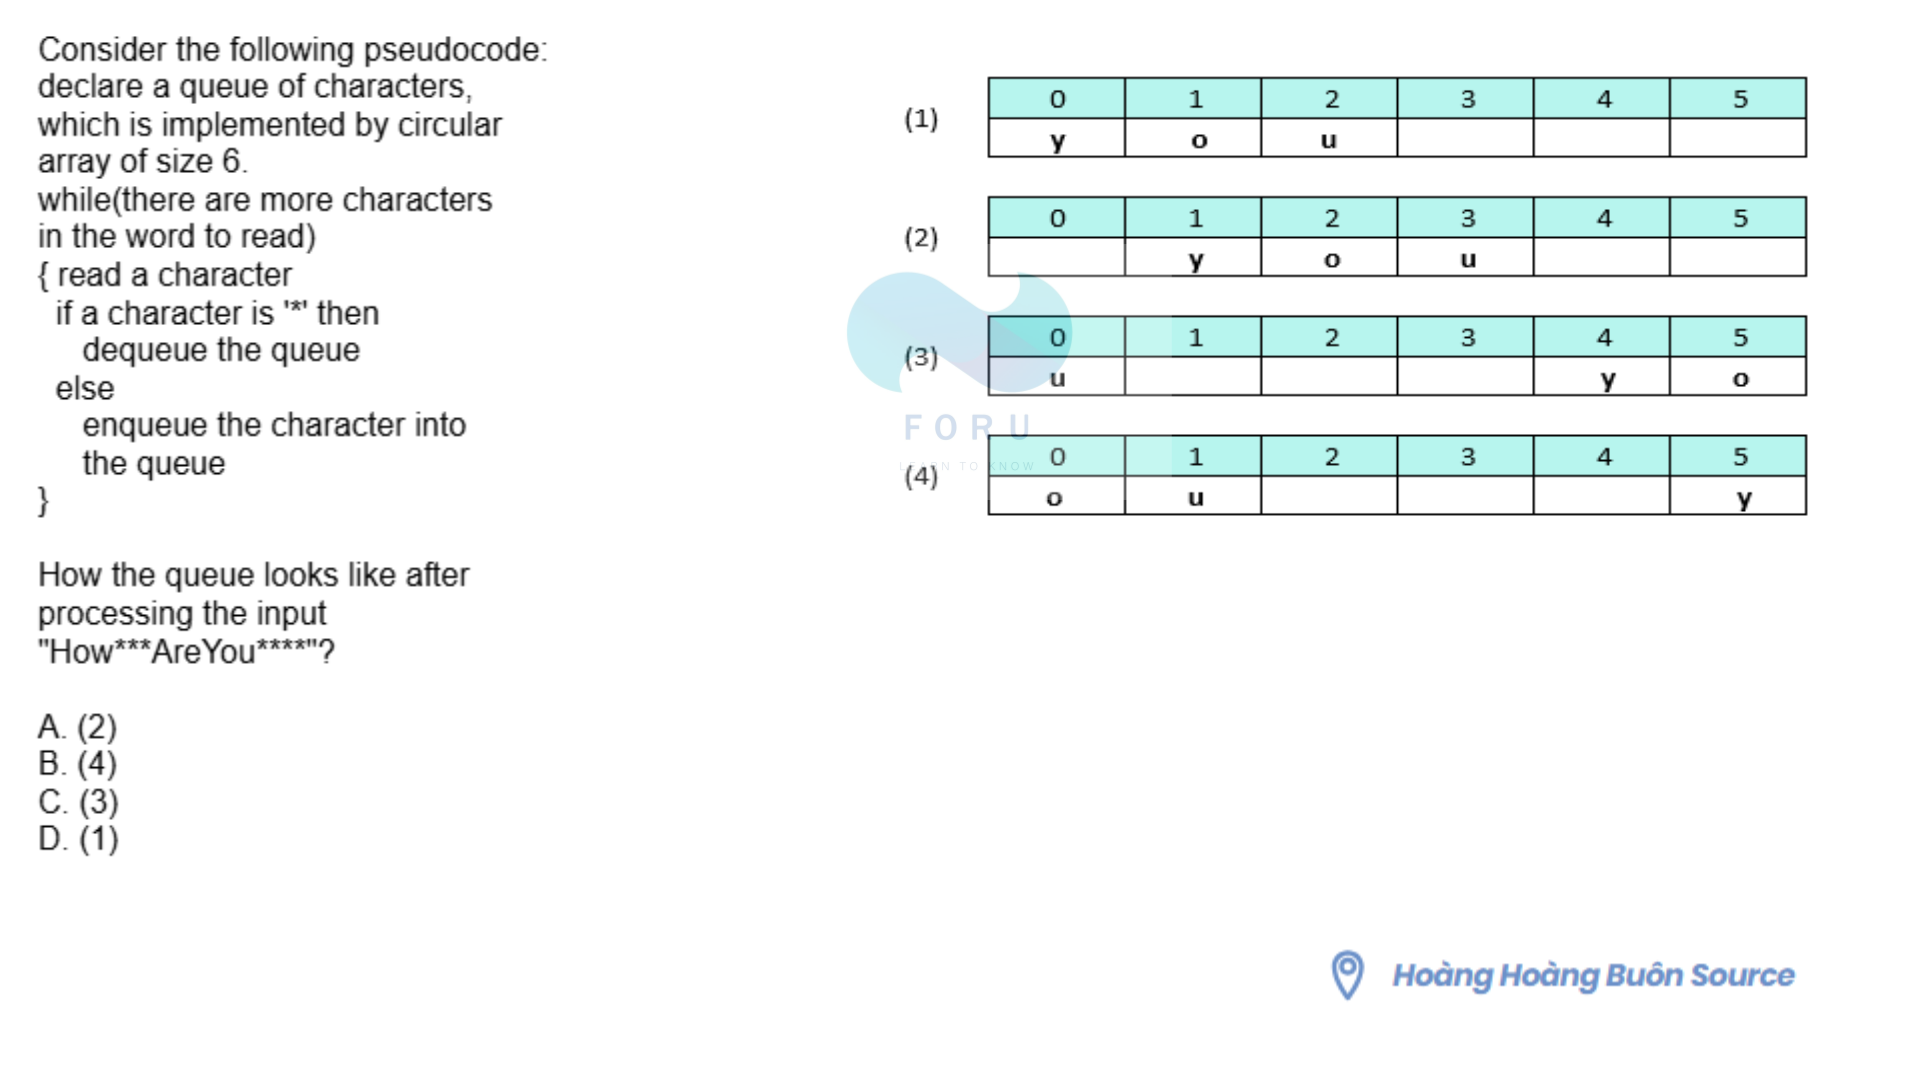 Consider the following pseudocode:
declare a queue of characters,
which is implemented by circular
array of size 6.
while(there are more characters
in the word to read)
{ read a character
if a character is '*' then
dequeue the queue
else
enqueue the character into
the queue
}
How the queue looks like after
processing the input
"How***AreYou****"?
A. (2)
B. (4)
C. (3)
D. (1)
(1)
0 1 2 3 4 5
y o u
(2)
0 1 2 3 4 5
y o u
(3)
0 1 2 3 4 5
u y o
FORU
LEARN TO KNOW
(4)
0 1 2 3 4 5
o u y
Hoàng Hoàng Buôn Source